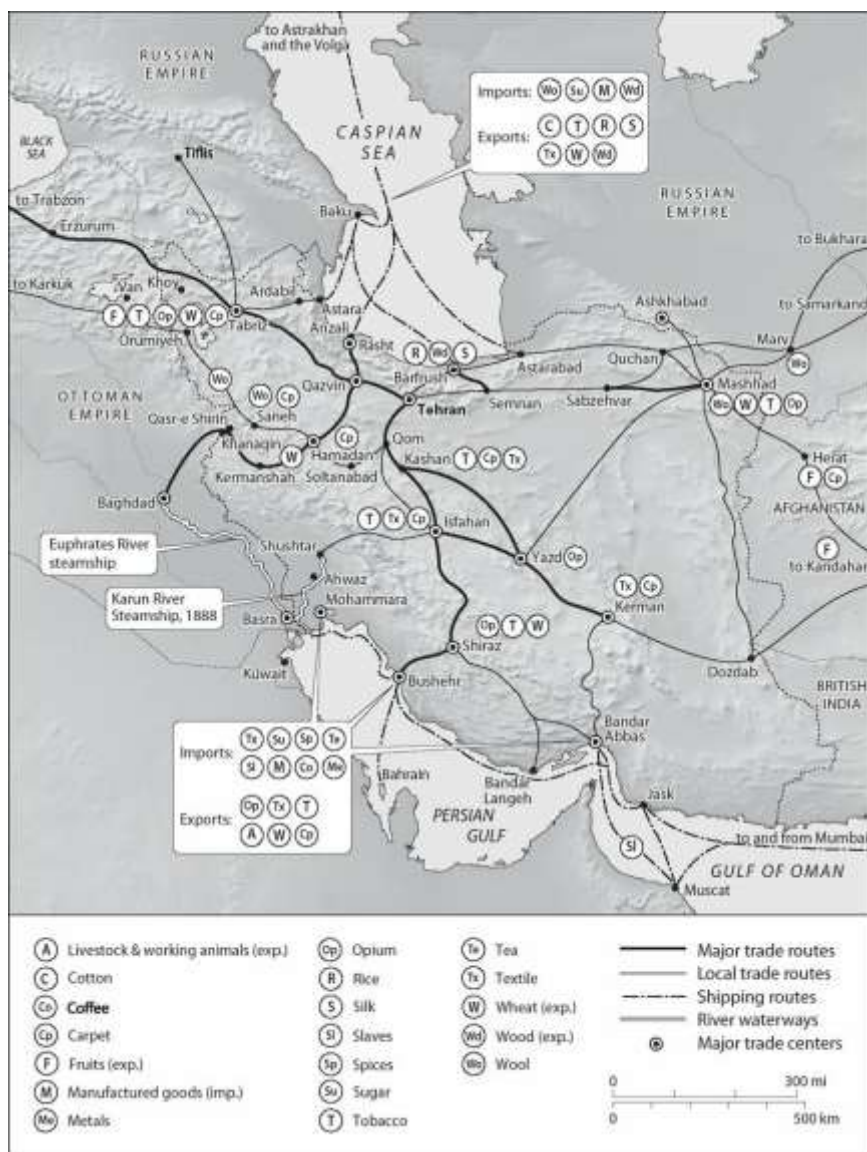 to Astrakhan
and the Volga
RUSSIAN
EMPIRE
Imports: Wo Su M Wd
Exports: C T R S
Tx W Wd
CASPIAN
SEA
BLACK
SEA
Tiflis
RUSSIAN
EMPIRE
to Trabzon
Baku
Erzurum
to Bukhara
to Karkuk
Van
Khoy
Ardabil
Astara
Ashkhabad
to Samarkand
F T Op W Cp
Tabriz
Anzali
Orumiyeh
Rasht
R Wd S
Astarabad
Quchan
Marv
Wo
Barfrush
Qazvin
Mashhad
Wo
OTTOMAN
EMPIRE
Wo Cp
Saneh
Tehran
Semnan
Sabzehvar
Wo W T Op
Qasr-e Shirin
Khanaqin
Cp
Hamadan
Qom
W
Kermanshah
Soltanabad
Kashan
T Cp Tx
Herat
F Cp
AFGHANISTAN
Baghdad
T Tx Cp
Isfahan
F
Euphrates River
steamship
Shushtar
Yazd Op
to Kandahar
Ahwaz
Tx Cp
Karun River
Steamship, 1888
Mohammara
Kerman
Basra
Op T W
Shiraz
Dozdab
Kuwait
Bushehr
BRITISH
INDIA
Imports: Tx Su Sp Te
Sl M Co Me
Exports: Op Tx T
A W Cp
Bandar
Abbas
Bahrain
Bandar
Langeh
Jask
PERSIAN
GULF
Sl
to and from Mumbai
GULF OF OMAN
Muscat
A Livestock & working animals (exp.)
C Cotton
Co Coffee
Cp Carpet
F Fruits (exp.)
M Manufactured goods (imp.)
Me Metals
Op Opium
R Rice
S Silk
Sl Slaves
Sp Spices
Su Sugar
T Tobacco
Te Tea
Tx Textile
W Wheat (exp.)
Wd Wood (exp.)
Wo Wool
Major trade routes
Local trade routes
Shipping routes
River waterways
Major trade centers
0 300 mi
0 500 km